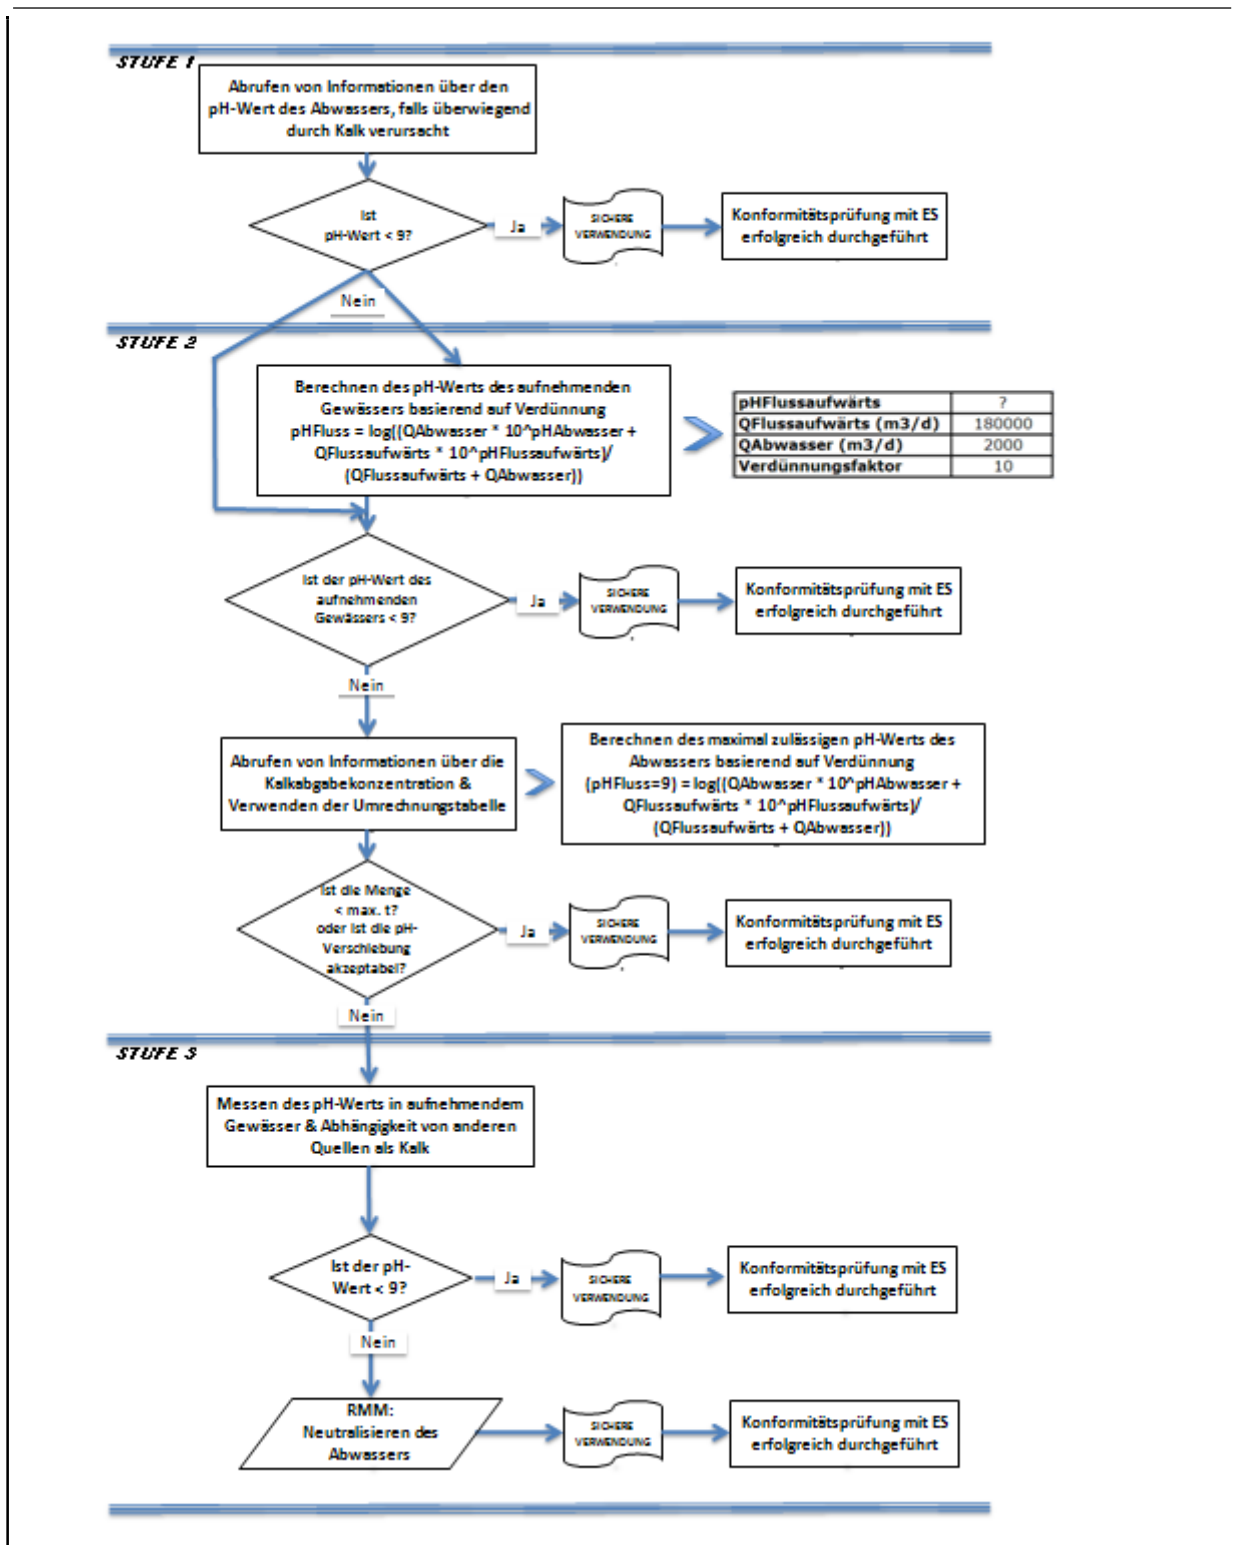 STUFE 1
Abrufen von Informationen über den
pH-Wert des Abwassers, falls überwiegend
durch Kalk verursacht
Ist
pH-Wert < 9?
Ja
SICHERE
VERWENDUNG
Konformitätsprüfung mit ES
erfolgreich durchgeführt
Nein
STUFE 2
Berechnen des pH-Werts des aufnehmenden
Gewässers basierend auf Verdünnung
pHFluss = log((QAbwasser * 10^pHAbwasser +
QFlussaufwärts * 10^pHFlussaufwärts)/
(QFlussaufwärts + QAbwasser))
pHFlussaufwärts ?
QFlussaufwärts (m3/d) 180000
QAbwasser (m3/d) 2000
Verdünnungsfaktor 10
Ist der pH-Wert des
aufnehmenden
Gewässers < 9?
Ja
SICHERE
VERWENDUNG
Konformitätsprüfung mit ES
erfolgreich durchgeführt
Nein
Abrufen von Informationen über die
Kalkabgabekonzentration &
Verwenden der Umrechnungstabelle
Berechnen des maximal zulässigen pH-Werts des
Abwassers basierend auf Verdünnung
(pHFluss=9) = log((QAbwasser * 10^pHAbwasser +
QFlussaufwärts * 10^pHFlussaufwärts)/
(QFlussaufwärts + QAbwasser))
Ist die Menge
< max. t?
oder ist die pH-
Verschiebung
akzeptabel?
Ja
SICHERE
VERWENDUNG
Konformitätsprüfung mit ES
erfolgreich durchgeführt
Nein
STUFE 3
Messen des pH-Werts in aufnehmendem
Gewässer & Abhängigkeit von anderen
Quellen als Kalk
Ist der pH-
Wert < 9?
Ja
SICHERE
VERWENDUNG
Konformitätsprüfung mit ES
erfolgreich durchgeführt
Nein
RMM:
Neutralisieren des
Abwassers
SICHERE
VERWENDUNG
Konformitätsprüfung mit ES
erfolgreich durchgeführt